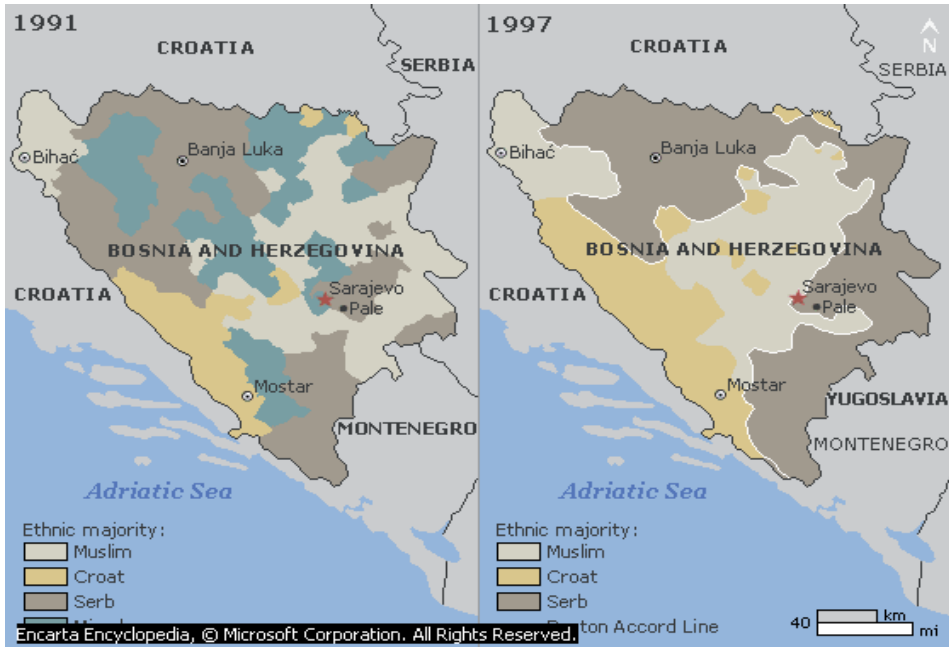 1991
CROATIA
SERBIA
Bihać
Banja Luka
BOSNIA AND HERZEGOVINA
CROATIA
Sarajevo
Pale
Mostar
MONTENEGRO
Adriatic Sea
Ethnic majority:
Muslim
Croat
Serb
1997
N
CROATIA
SERBIA
Bihać
Banja Luka
BOSNIA AND HERZEGOVINA
CROATIA
Sarajevo
Pale
Mostar
YUGOSLAVIA
MONTENEGRO
Adriatic Sea
Ethnic majority:
Muslim
Croat
Serb
Accord Line
40 km
mi
Encarta Encyclopedia, © Microsoft Corporation. All Rights Reserved.